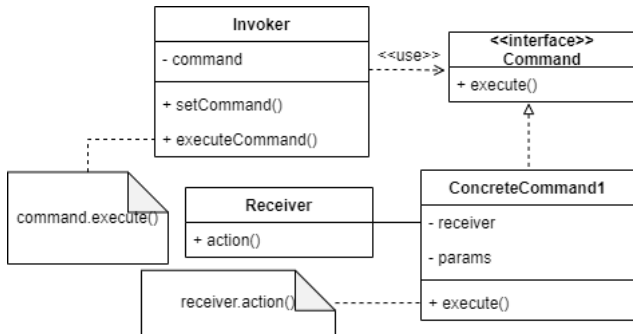 Invoker
- command
+ setCommand()
+ executeCommand()
<<use>>
<<interface>>
Command
+ execute()
command.execute()
Receiver
+ action()
ConcreteCommand1
- receiver
- params
+ execute()
receiver.action()